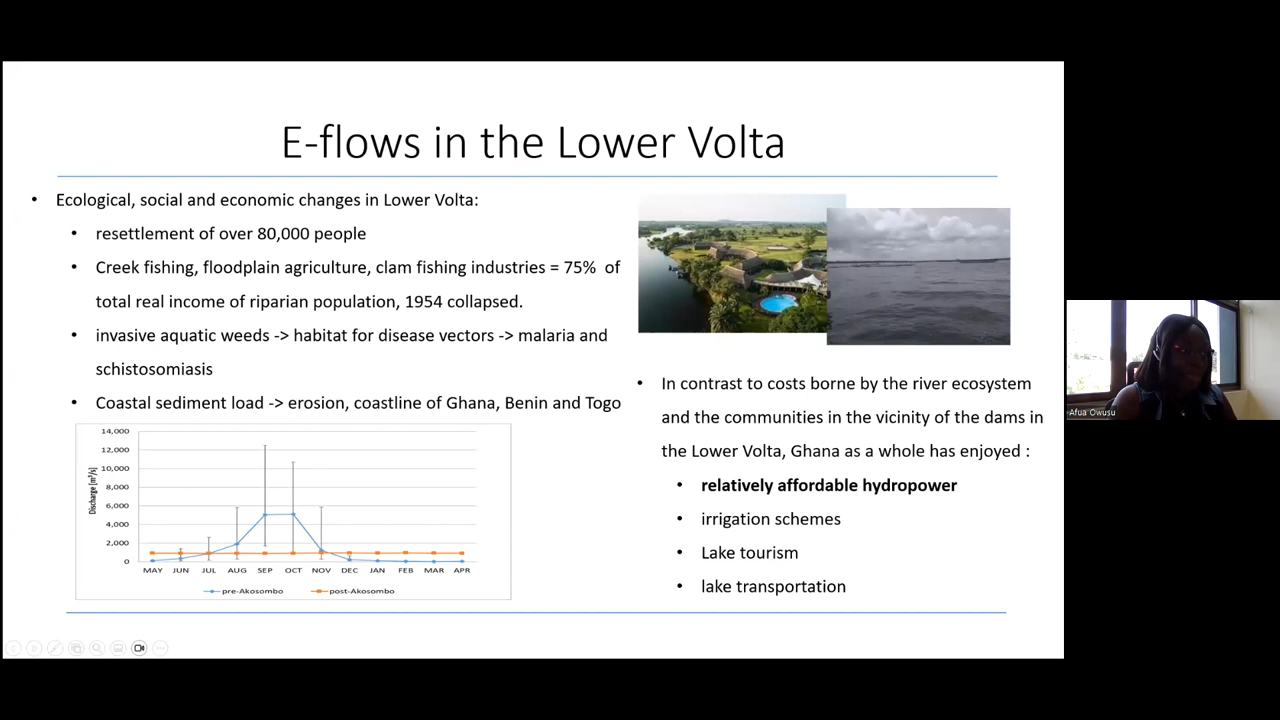 E-flows in the Lower Volta
• Ecological, social and economic changes in Lower Volta:
• resettlement of over 80,000 people
• Creek fishing, floodplain agriculture, clam fishing industries = 75% of
total real income of riparian population, 1954 collapsed.
• invasive aquatic weeds -> habitat for disease vectors -> malaria and
schistosomiasis
• Coastal sediment load -> erosion, coastline of Ghana, Benin and Togo
14,000
12,000
10,000
8,000
6,000
4,000
2,000
0
Discharge [m³/s]
MAY JUN JUL AUG SEP OCT NOV DEC JAN FEB MAR APR
pre-Akosombo post-Akosombo
• In contrast to costs borne by the river ecosystem
and the communities in the vicinity of the dams in
the Lower Volta, Ghana as a whole has enjoyed :
• relatively affordable hydropower
• irrigation schemes
• Lake tourism
• lake transportation
Afua Owusu